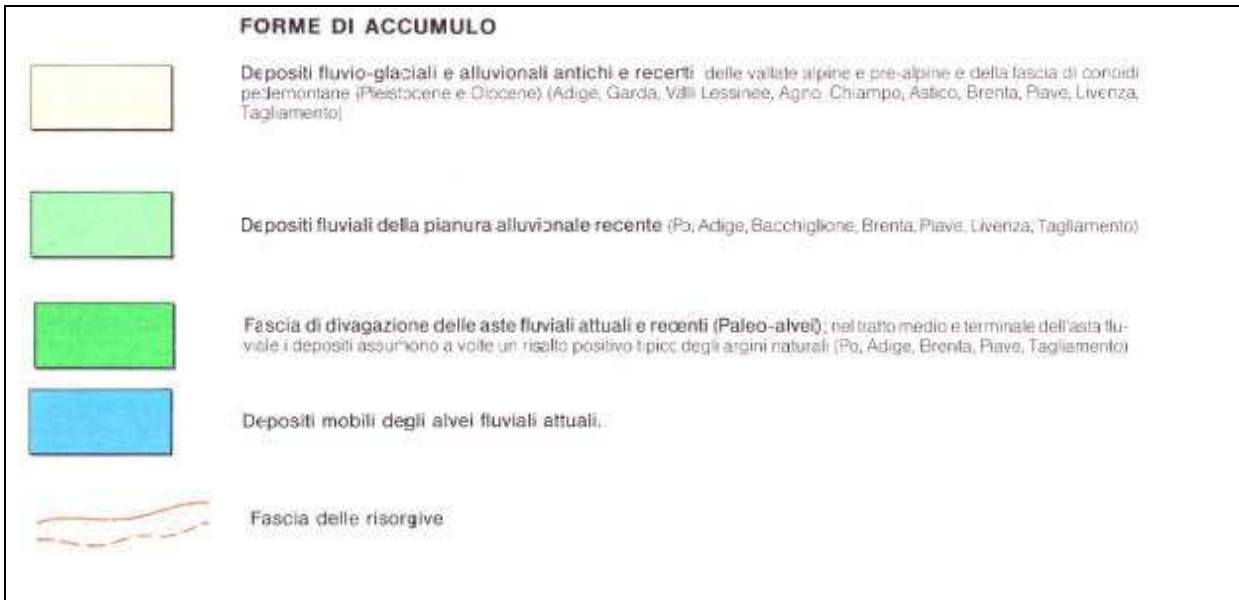 FORME DI ACCUMULO
Depositi fluvio-glaciali e alluvionali antichi e recenti delle vallate alpine e pre-alpine e della fascia di conoidi
pedemontane (Pleistocene e Olocene) (Adige, Garda, Valli Lessinee, Agno, Chiampo, Astico, Brenta, Piave, Livenza,
Tagliamento)
Depositi fluviali della pianura alluvionale recente (Po, Adige, Bacchiglione, Brenta, Piave, Livenza, Tagliamento)
Fascia di divagazione delle aste fluviali attuali e recenti (Paleo-alvei); nel tratto medio e terminale dell'asta flu-
viale i depositi assumono a volte un risalto positivo tipico degli argini naturali (Po, Adige, Brenta, Piave, Tagliamento)
Depositi mobili degli alvei fluviali attuali.
Fascia delle risorgive